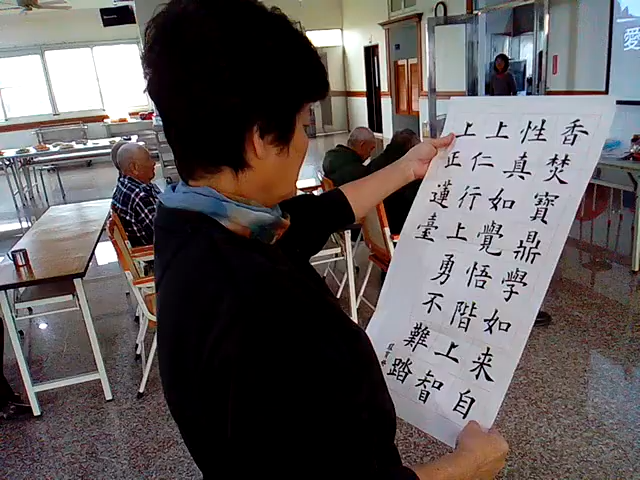 香焚寶鼎學如来自
性真如覺悟階上智
上仁行上勇不難踏
上正蓮臺
愛